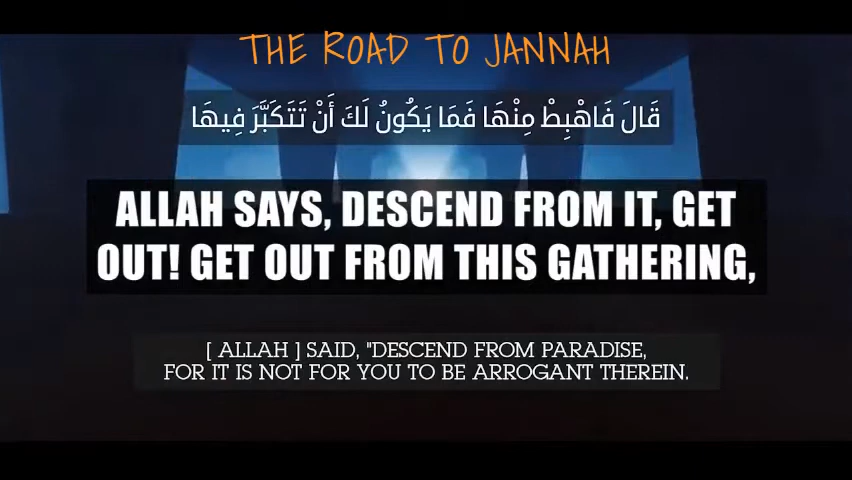 THE ROAD TO JANNAH
قَالَ فَاهْبِطْ مِنْهَا فَمَا يَكُونُ لَكَ أَنْ تَتَكَبَّرَ فِيهَا
ALLAH SAYS, DESCEND FROM IT, GET
OUT! GET OUT FROM THIS GATHERING,
[ ALLAH ] SAID, "DESCEND FROM PARADISE,
FOR IT IS NOT FOR YOU TO BE ARROGANT THEREIN.